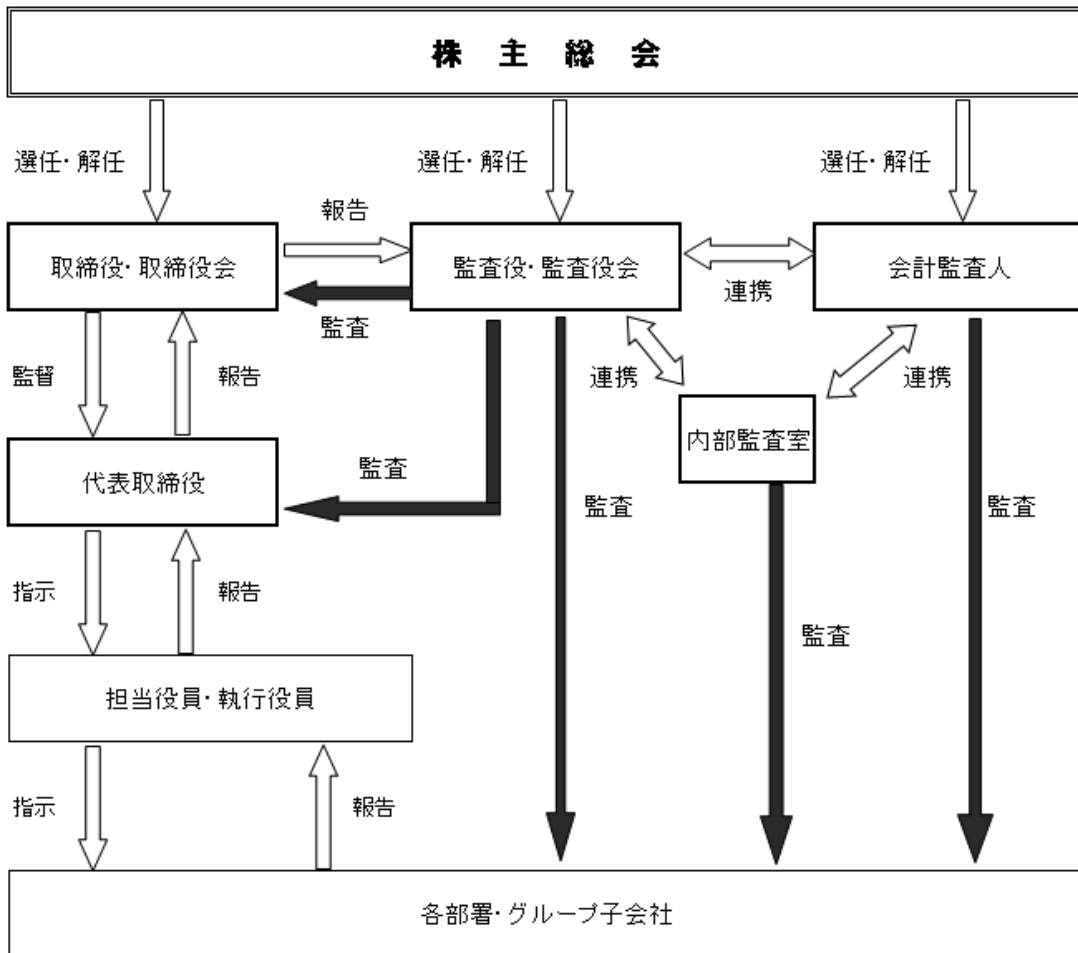 株主総会
選任・解任
選任・解任
選任・解任
報告
取締役・取締役会
監査役・監査役会
会計監査人
連携
監査
監督
報告
連携
連携
内部監査室
代表取締役
監査
監査
監査
指示
報告
監査
担当役員・執行役員
指示
報告
各部署・グループ子会社